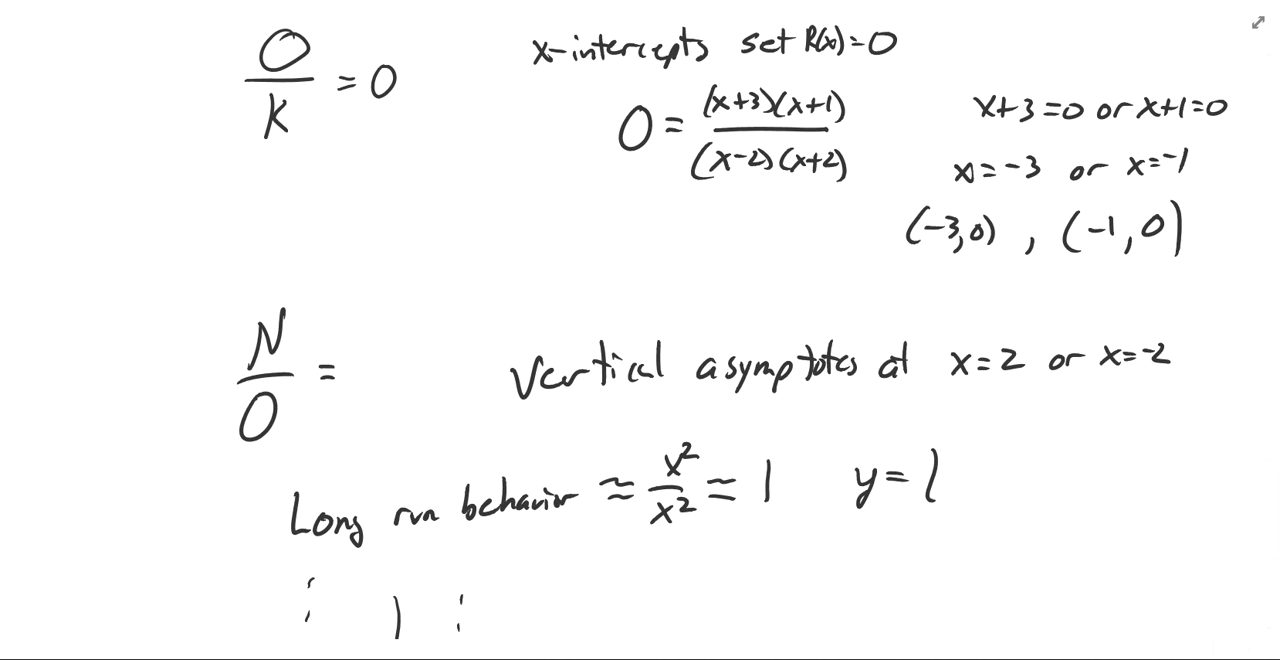 0/k = 0
x-intercepts set R(x)=0
0 = (x+3)(x+1)/(x-2)(x+2)
x+3=0 or x+1=0
x=-3 or x=-1
(-3,0) , (-1,0)
N/0 =
Vertical asymptotes at x=2 or x=-2
Long run behavior ≈ x²/x² ≈ 1 y=1